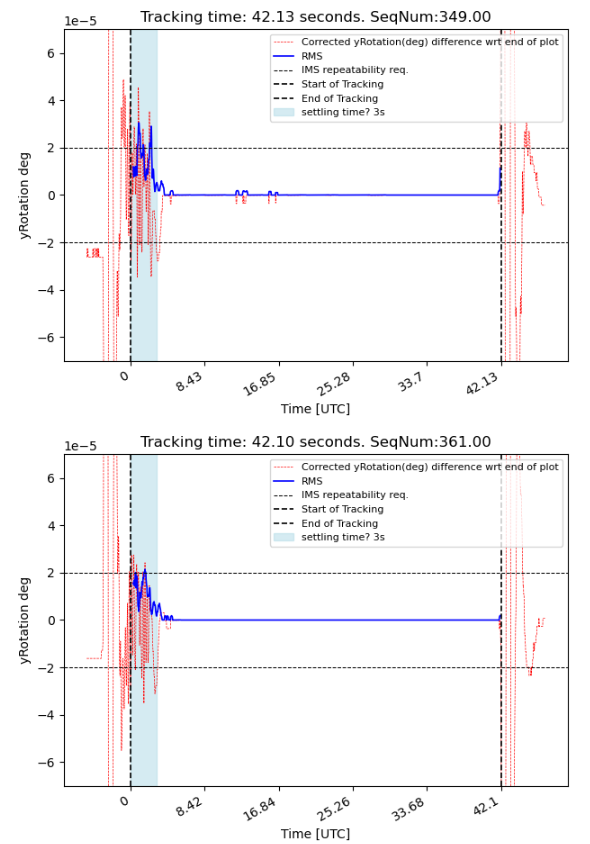 Tracking time: 42.13 seconds. SeqNum:349.00
1e−5
Corrected yRotation(deg) difference wrt end of plot
RMS
IMS repeatability req.
Start of Tracking
End of Tracking
settling time? 3s
6
4
2
0
−2
−4
−6
yRotation deg
0
8.43
16.85
25.28
33.7
42.13
Time [UTC]
Tracking time: 42.10 seconds. SeqNum:361.00
1e−5
Corrected yRotation(deg) difference wrt end of plot
RMS
IMS repeatability req.
Start of Tracking
End of Tracking
settling time? 3s
6
4
2
0
−2
−4
−6
yRotation deg
0
8.42
16.84
25.26
33.68
42.1
Time [UTC]